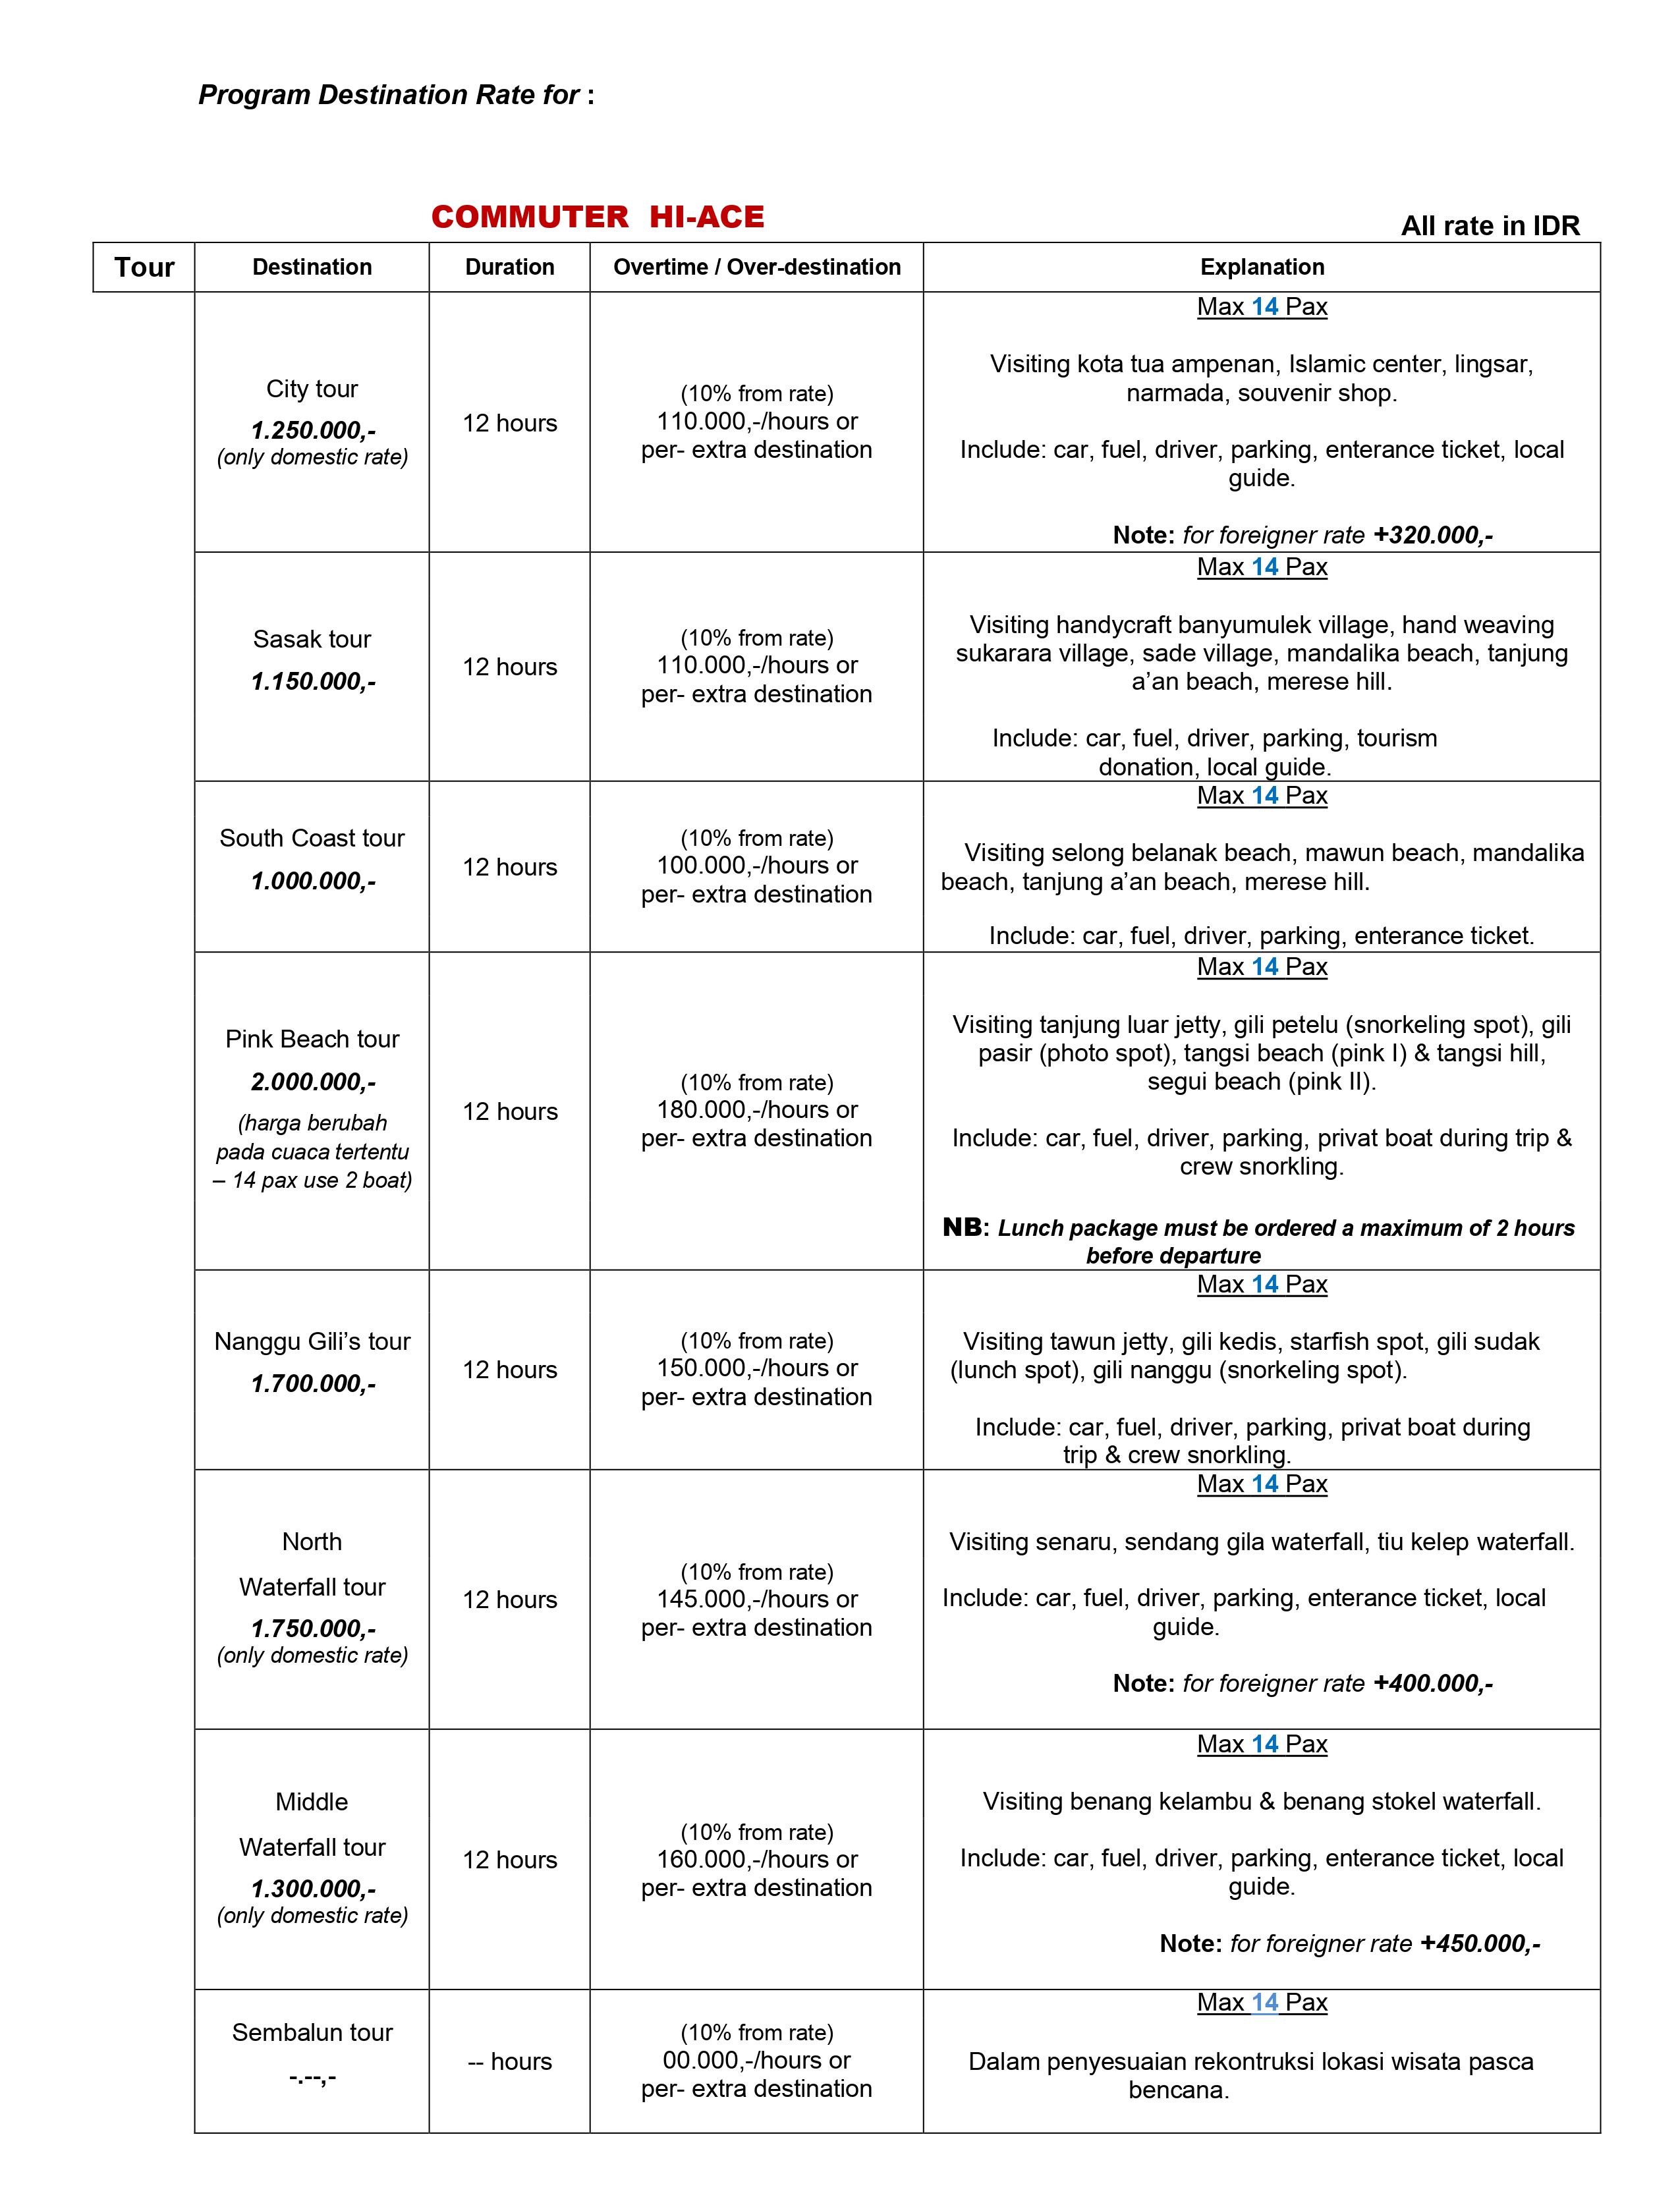 Program Destination Rate for :
COMMUTER HI-ACE
All rate in IDR
Tour
Destination
Duration
Overtime / Over-destination
Explanation
City tour
1.250.000,-
(only domestic rate)
12 hours
(10% from rate)
110.000,-/hours or
per- extra destination
Max 14 Pax
Visiting kota tua ampenan, Islamic center, lingsar,
narmada, souvenir shop.
Include: car, fuel, driver, parking, enterance ticket, local
guide.
Note: for foreigner rate +320.000,-
Sasak tour
1.150.000,-
12 hours
(10% from rate)
110.000,-/hours or
per- extra destination
Max 14 Pax
Visiting handycraft banyumulek village, hand weaving
sukarara village, sade village, mandalika beach, tanjung
a’an beach, merese hill.
Include: car, fuel, driver, parking, tourism
donation, local guide.
South Coast tour
1.000.000,-
12 hours
(10% from rate)
100.000,-/hours or
per- extra destination
Max 14 Pax
Visiting selong belanak beach, mawun beach, mandalika
beach, tanjung a’an beach, merese hill.
Include: car, fuel, driver, parking, enterance ticket.
Pink Beach tour
2.000.000,-
(harga berubah
pada cuaca tertentu
– 14 pax use 2 boat)
12 hours
(10% from rate)
180.000,-/hours or
per- extra destination
Max 14 Pax
Visiting tanjung luar jetty, gili petelu (snorkeling spot), gili
pasir (photo spot), tangsi beach (pink I) & tangsi hill,
segui beach (pink II).
Include: car, fuel, driver, parking, privat boat during trip &
crew snorkling.
NB: Lunch package must be ordered a maximum of 2 hours
before departure
Nanggu Gili’s tour
1.700.000,-
12 hours
(10% from rate)
150.000,-/hours or
per- extra destination
Max 14 Pax
Visiting tawun jetty, gili kedis, starfish spot, gili sudak
(lunch spot), gili nanggu (snorkeling spot).
Include: car, fuel, driver, parking, privat boat during
trip & crew snorkling.
North
Waterfall tour
1.750.000,-
(only domestic rate)
12 hours
(10% from rate)
145.000,-/hours or
per- extra destination
Max 14 Pax
Visiting senaru, sendang gila waterfall, tiu kelep waterfall.
Include: car, fuel, driver, parking, enterance ticket, local
guide.
Note: for foreigner rate +400.000,-
Middle
Waterfall tour
1.300.000,-
(only domestic rate)
12 hours
(10% from rate)
160.000,-/hours or
per- extra destination
Max 14 Pax
Visiting benang kelambu & benang stokel waterfall.
Include: car, fuel, driver, parking, enterance ticket, local
guide.
Note: for foreigner rate +450.000,-
Sembalun tour
-.--,-
-- hours
(10% from rate)
00.000,-/hours or
per- extra destination
Max 14 Pax
Dalam penyesuaian rekontruksi lokasi wisata pasca
bencana.